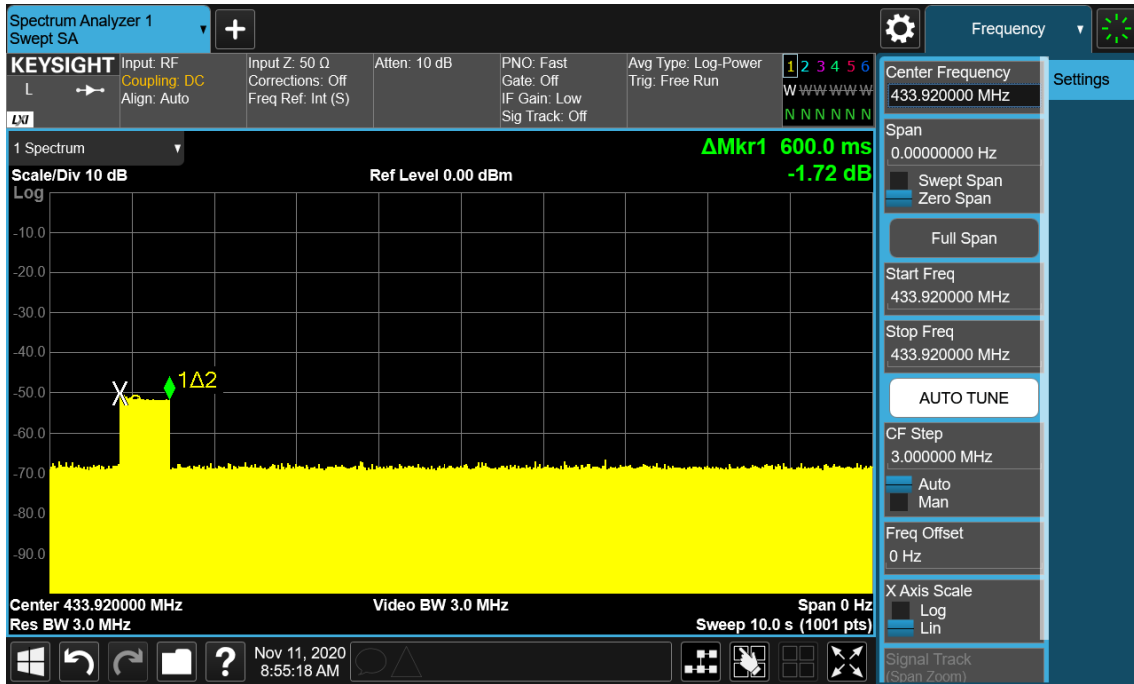 Spectrum Analyzer 1
Swept SA
Frequency
KEYSIGHT
L
LXI
Input: RF
Coupling: DC
Align: Auto
Input Z: 50 Ω
Corrections: Off
Freq Ref: Int (S)
Atten: 10 dB
PNO: Fast
Gate: Off
IF Gain: Low
Sig Track: Off
Avg Type: Log-Power
Trig: Free Run
1 2 3 4 5 6
W W W W W W
N N N N N N
1 Spectrum
ΔMkr1 600.0 ms
-1.72 dB
Scale/Div 10 dB
Ref Level 0.00 dBm
Log
-10.0
-20.0
-30.0
-40.0
-50.0
-60.0
-70.0
-80.0
-90.0
X
1Δ2
Center 433.920000 MHz
Video BW 3.0 MHz
Span 0 Hz
Res BW 3.0 MHz
Sweep 10.0 s (1001 pts)
Nov 11, 2020
8:55:18 AM
Center Frequency
433.920000 MHz
Span
0.00000000 Hz
Swept Span
Zero Span
Full Span
Start Freq
433.920000 MHz
Stop Freq
433.920000 MHz
AUTO TUNE
CF Step
3.000000 MHz
Auto
Man
Freq Offset
0 Hz
X Axis Scale
Log
Lin
Signal Track
(Span Zoom)
Settings